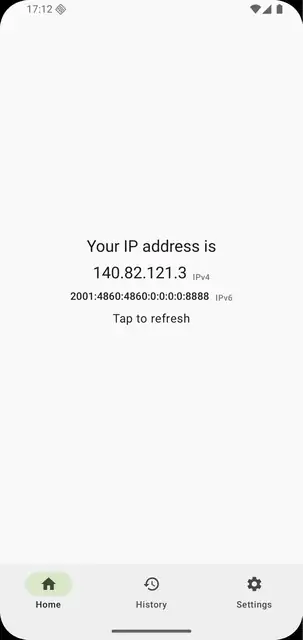 17:12
Your IP address is
140.82.121.3 IPv4
2001:4860:4860:0:0:0:0:8888 IPv6
Tap to refresh
Home History Settings